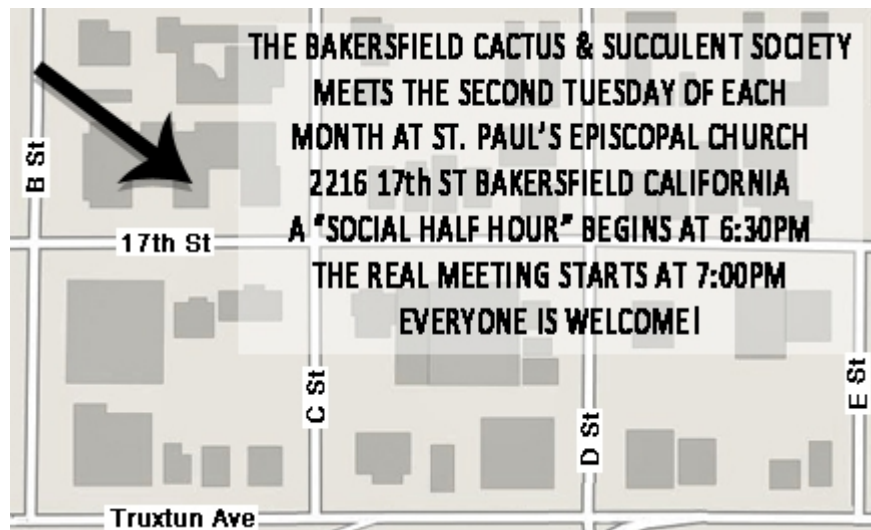 THE BAKERSFIELD CACTUS & SUCCULENT SOCIETY
MEETS THE SECOND TUESDAY OF EACH
MONTH AT ST. PAUL'S EPISCOPAL CHURCH
2216 17th ST BAKERSFIELD CALIFORNIA
A "SOCIAL HALF HOUR" BEGINS AT 6:30PM
THE REAL MEETING STARTS AT 7:00PM
EVERYONE IS WELCOME!
B St
17th St
C St
D St
E St
Truxtun Ave